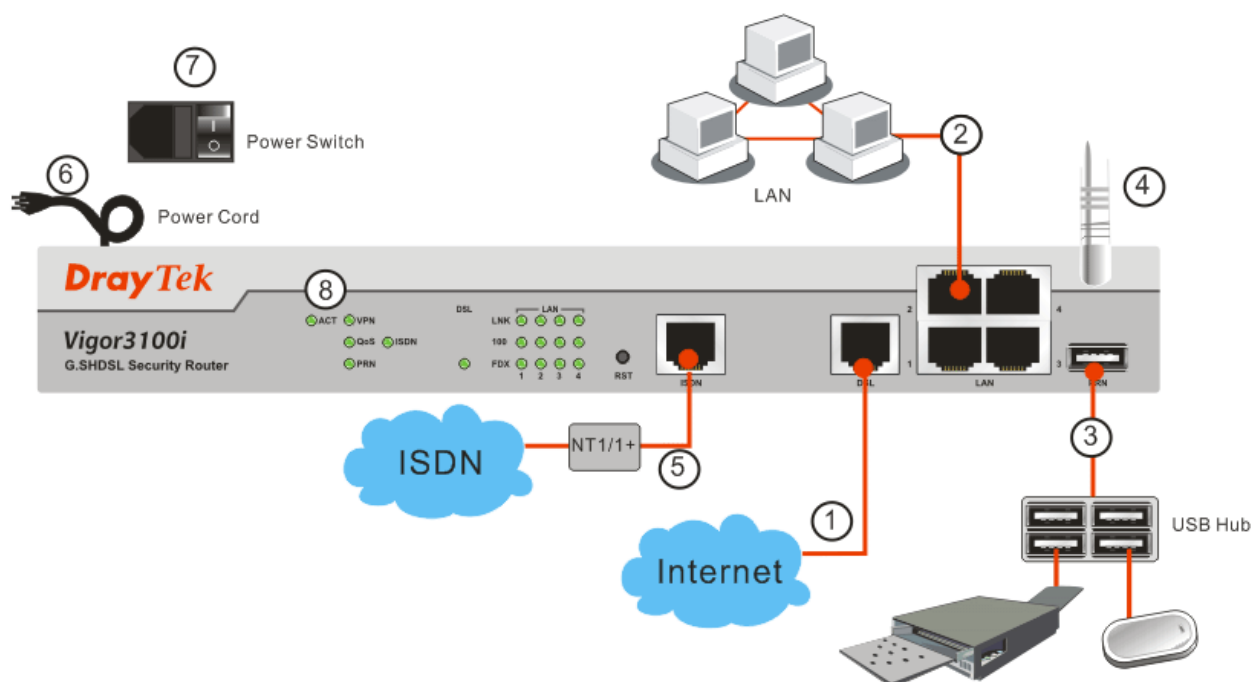 7
Power Switch
6
Power Cord
2
LAN
4
DrayTek
Vigor3100i
G.SHDSL Security Router
8
ACT VPN
QoS ISDN
PRN
DSL
LAN
LNK
100
FDX
1 2 3 4
RST
ISDN
DSL
2 4
1 3
LAN
PRN
ISDN
NT1/1+
5
1
Internet
3
USB Hub